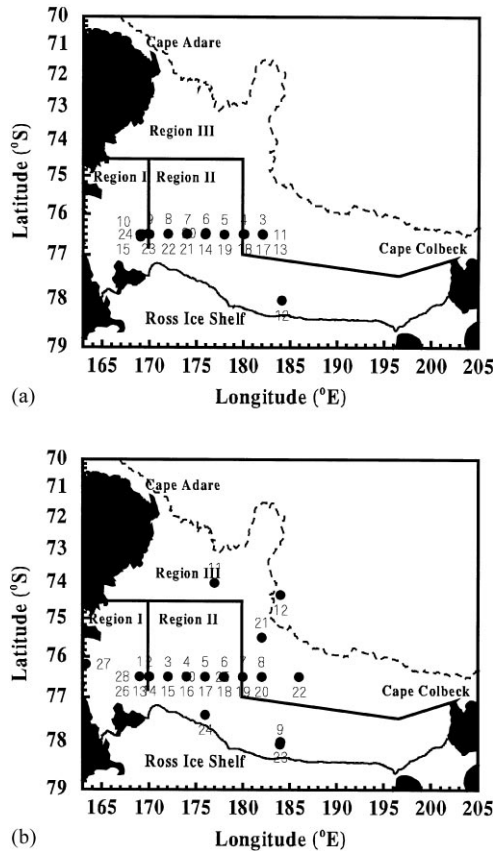 70
71
72
73
74
75
76
77
78
79
Latitude (°S)
Cape Adare
Region III
Region I Region II
10 9 8 7 6 5 4 3 11
24
15 23 22 21 14 19 18 17 13
Cape Colbeck
12
Ross Ice Shelf
165 170 175 180 185 190 195 200 205
(a)
Longitude (°E)
70
71
72
73
74
75
76
77
78
79
Latitude (°S)
Cape Adare
11
Region III
12
Region I Region II
21
27
28 1 2 3 4 5 6 7 8
26 13 14 15 16 17 18 19 20 22
Cape Colbeck
24
9
23
Ross Ice Shelf
165 170 175 180 185 190 195 200 205
(b)
Longitude (°E)